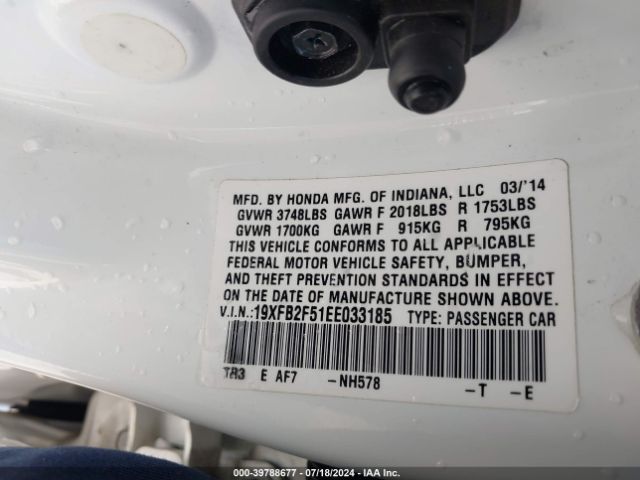 MFD. BY HONDA MFG. OF INDIANA, LLC 03/'14
GVWR 3748LBS GAWR F 2018LBS R 1753LBS
GVWR 1700KG GAWR F 915KG R 795KG
THIS VEHICLE CONFORMS TO ALL APPLICABLE
FEDERAL MOTOR VEHICLE SAFETY, BUMPER,
AND THEFT PREVENTION STANDARDS IN EFFECT
ON THE DATE OF MANUFACTURE SHOWN ABOVE.
V.I.N.:19XFB2F51EE033185 TYPE: PASSENGER CAR
TR3 E AF7 -NH578 -T -E
000-39788677 / 07/18/2024 - IAA Inc.